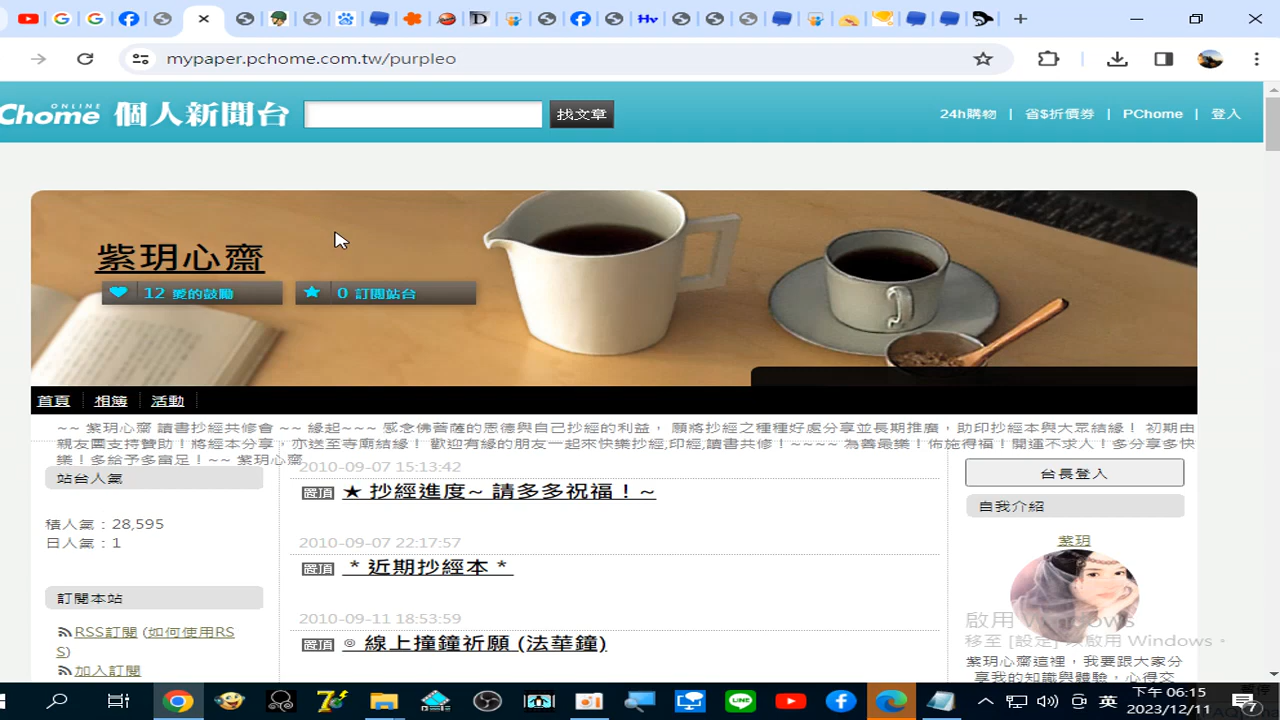 mypaper.pchome.com.tw/purpleo
Chome ONLINE 個人新聞台
找文章
24h購物 | 省$折價券 | PChome | 登入
紫玥心齋
12 愛的鼓勵
0 訂閱站台
首頁 相簿 活動
~~ 紫玥心齋 讀書抄經共修會 ~~ 緣起~~~ 感念佛菩薩的恩德與自己抄經的利益， 願將抄經之種種好處分享並長期推廣，助印抄經本與大眾結緣！ 初期由
親友團支持贊助！將經本分享，亦送至寺廟結緣！ 歡迎有緣的朋友一起來快樂抄經,印經,讀書共修！~~~~ 為善最樂！佈施得福！開運不求人！多分享多快
樂！多給予多富足！~~ 紫玥心齋
站台人氣
積人氣：28,595
日人氣：1
訂閱本站
RSS訂閱 (如何使用RS
S)
加入訂閱
2010-09-07 15:13:42
置頂 ★ 抄經進度~ 請多多祝福！~
2010-09-07 22:17:57
置頂 * 近期抄經本 *
2010-09-11 18:53:59
置頂 ◎ 線上撞鐘祈願 (法華鐘)
台長登入
自我介紹
紫玥
啟用 Windows
移至 [設定] 以啟用 Windows。
紫玥心齋這裡，我要跟大家分
享我的知識與體驗，心得交
英
下午 06:15
2023/12/11
7